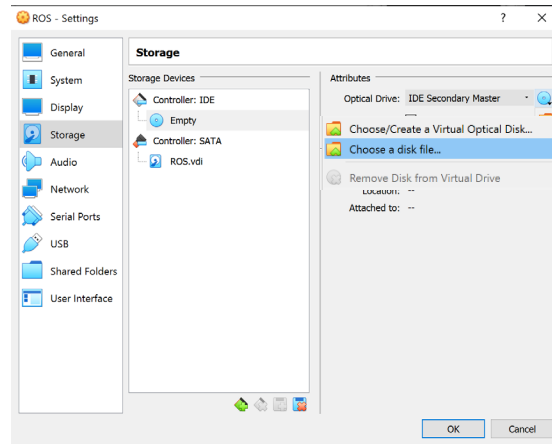 ROS - Settings
?
General
System
Display
Storage
Audio
Network
Serial Ports
USB
Shared Folders
User Interface
Storage
Storage Devices
Controller: IDE
Empty
Controller: SATA
ROS.vdi
Attributes
Optical Drive: IDE Secondary Master
Choose/Create a Virtual Optical Disk...
Choose a disk file...
Remove Disk from Virtual Drive
Location: --
Attached to: --
OK
Cancel